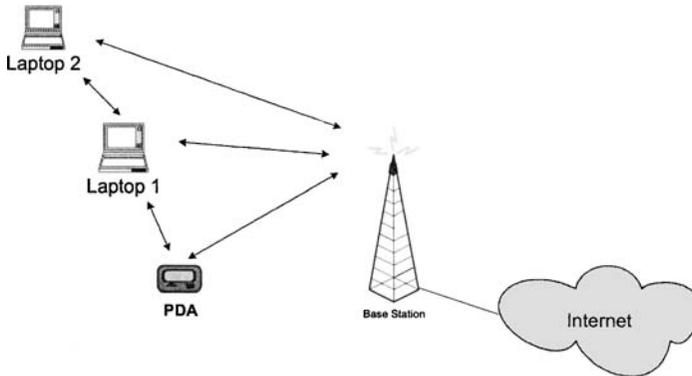 Laptop 2
Laptop 1
PDA
Base Station
Internet